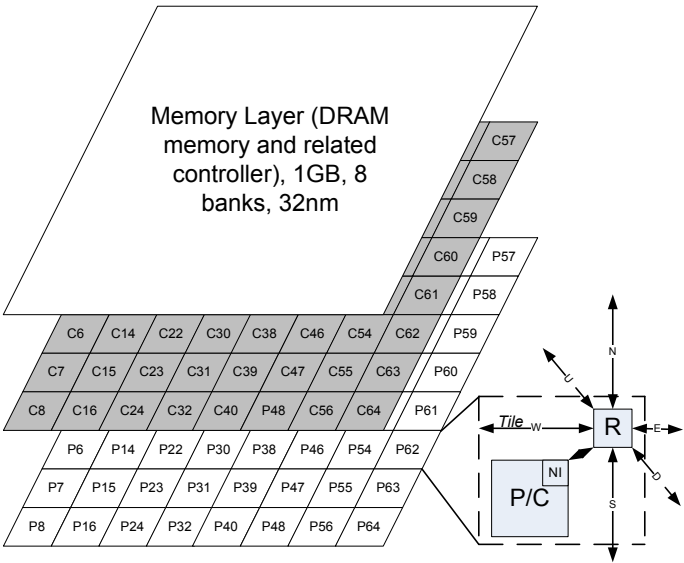 Memory Layer (DRAM
memory and related
controller), 1GB, 8
banks, 32nm
C57
C58
C59
C60
C61
C6 C14 C22 C30 C38 C46 C54 C62
C7 C15 C23 C31 C39 C47 C55 C63
C8 C16 C24 C32 C40 P48 C56 C64
P57
P58
P59
P60
P61
P6 P14 P22 P30 P38 P46 P54 P62
P7 P15 P23 P31 P39 P47 P55 P63
P8 P16 P24 P32 P40 P48 P56 P64
N
U
Tile W R E
D
S
NI
P/C